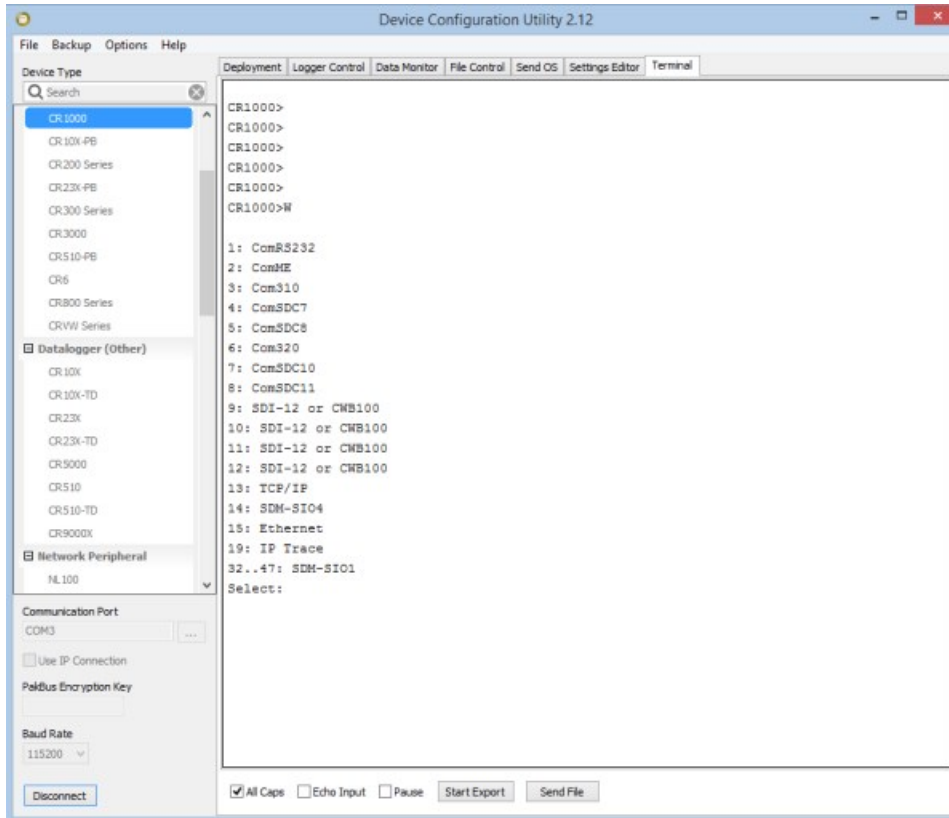 Device Configuration Utility 2.12
File Backup Options Help
Device Type
Search
CR1000
CR10X-PB
CR200 Series
CR23X-PB
CR300 Series
CR3000
CR510-PB
CR6
CR800 Series
CRVW Series
Datalogger (Other)
CR10X
CR10X-TD
CR23X
CR23X-TD
CR5000
CR510
CR510-TD
CR9000X
Network Peripheral
NL100
Communication Port
COM3
...
Use IP Connection
PakBus Encryption Key
Baud Rate
115200
Disconnect
Deployment Logger Control Data Monitor File Control Send OS Settings Editor Terminal
CR1000>
CR1000>
CR1000>
CR1000>
CR1000>
CR1000>W
1: ComRS232
2: ComME
3: Com310
4: ComSDC7
5: ComSDC8
6: Com320
7: ComSDC10
8: ComSDC11
9: SDI-12 or CWB100
10: SDI-12 or CWB100
11: SDI-12 or CWB100
12: SDI-12 or CWB100
13: TCP/IP
14: SDM-SIO4
15: Ethernet
19: IP Trace
32..47: SDM-SIO1
Select:
All Caps Echo Input Pause Start Export Send File